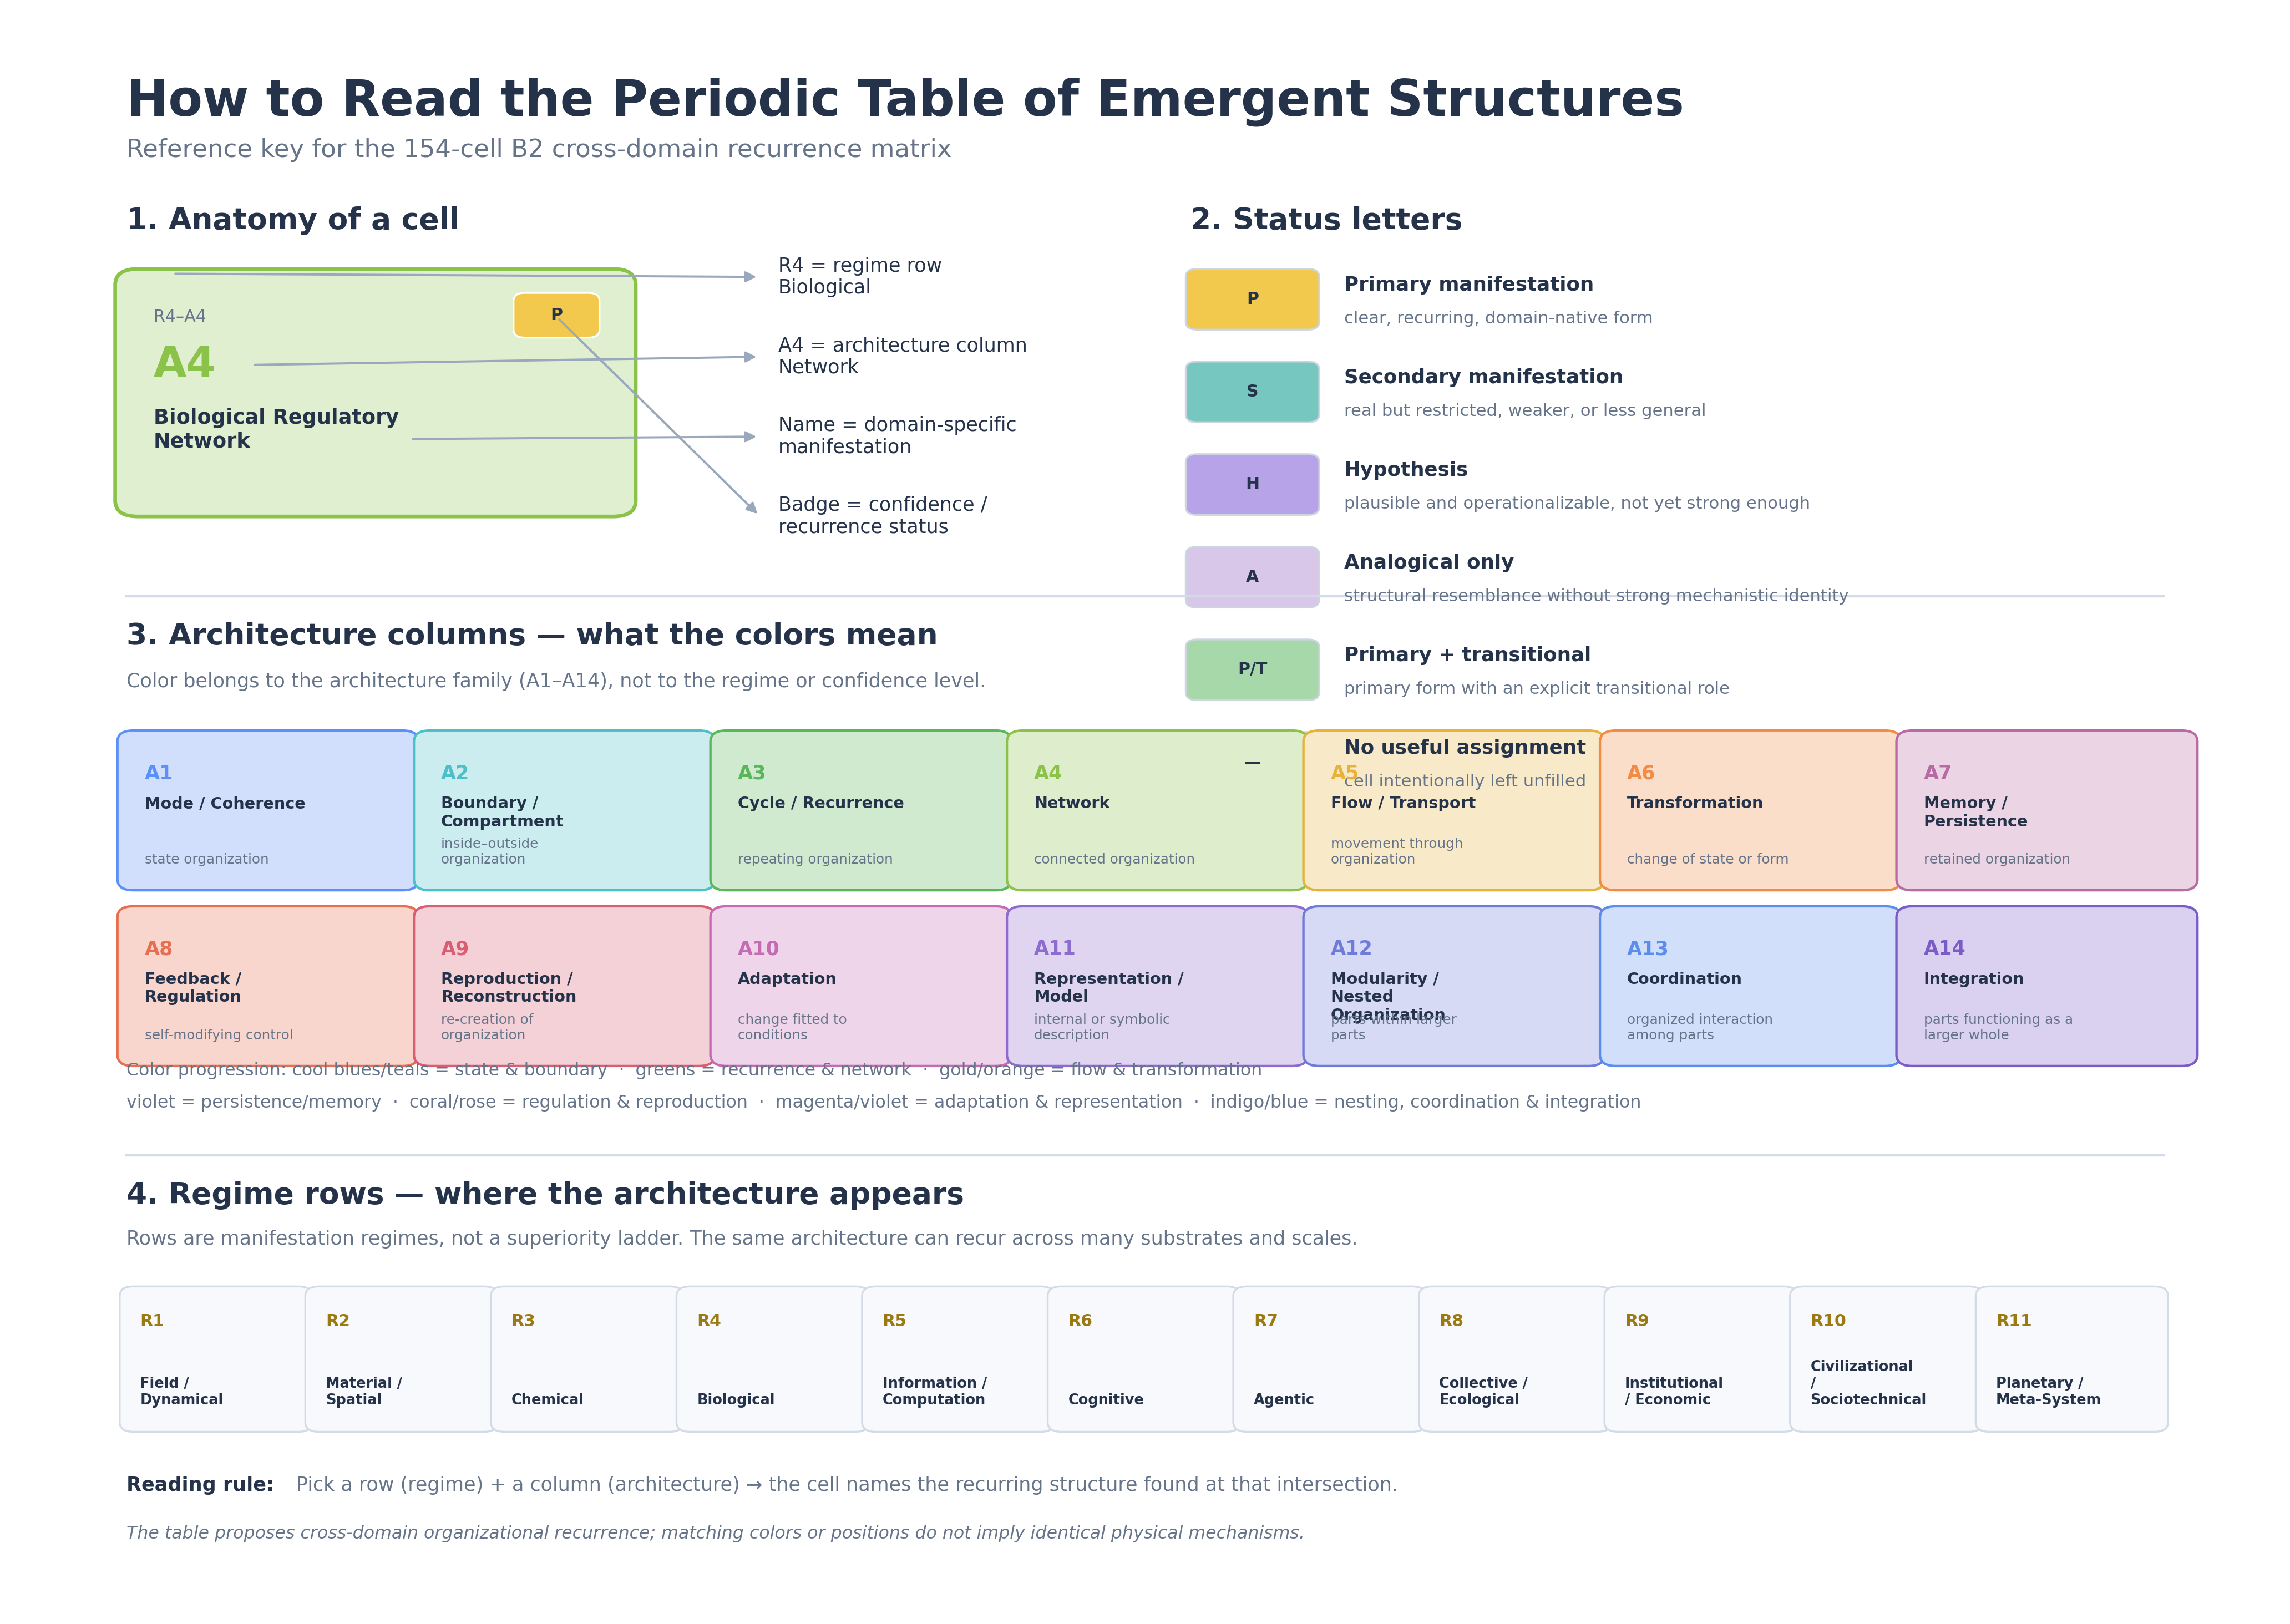 How to Read the Periodic Table of Emergent Structures
Reference key for the 154-cell B2 cross-domain recurrence matrix
1. Anatomy of a cell
R4–A4
P
A4
Biological Regulatory
Network
R4 = regime row
Biological
A4 = architecture column
Network
Name = domain-specific
manifestation
Badge = confidence /
recurrence status
2. Status letters
P
Primary manifestation
clear, recurring, domain-native form
S
Secondary manifestation
real but restricted, weaker, or less general
H
Hypothesis
plausible and operationalizable, not yet strong enough
A
Analogical only
structural resemblance without strong mechanistic identity
P/T
Primary + transitional
primary form with an explicit transitional role
—
No useful assignment
cell intentionally left unfilled
3. Architecture columns — what the colors mean
Color belongs to the architecture family (A1–A14), not to the regime or confidence level.
A1
Mode / Coherence
state organization
A2
Boundary /
Compartment
inside–outside
organization
A3
Cycle / Recurrence
repeating organization
A4
Network
connected organization
A5
Flow / Transport
movement through
organization
A6
Transformation
change of state or form
A7
Memory /
Persistence
retained organization
A8
Feedback /
Regulation
self-modifying control
A9
Reproduction /
Reconstruction
re-creation of
organization
A10
Adaptation
change fitted to
conditions
A11
Representation /
Model
internal or symbolic
description
A12
Modularity /
Nested
Organization
parts within larger
parts
A13
Coordination
organized interaction
among parts
A14
Integration
parts functioning as a
larger whole
Color progression: cool blues/teals = state & boundary · greens = recurrence & network · gold/orange = flow & transformation
violet = persistence/memory · coral/rose = regulation & reproduction · magenta/violet = adaptation & representation · indigo/blue = nesting, coordination & integration
4. Regime rows — where the architecture appears
Rows are manifestation regimes, not a superiority ladder. The same architecture can recur across many substrates and scales.
R1
Field /
Dynamical
R2
Material /
Spatial
R3
Chemical
R4
Biological
R5
Information /
Computation
R6
Cognitive
R7
Agentic
R8
Collective /
Ecological
R9
Institutional
/ Economic
R10
Civilizational
/
Sociotechnical
R11
Planetary /
Meta-System
Reading rule: Pick a row (regime) + a column (architecture) → the cell names the recurring structure found at that intersection.
The table proposes cross-domain organizational recurrence; matching colors or positions do not imply identical physical mechanisms.